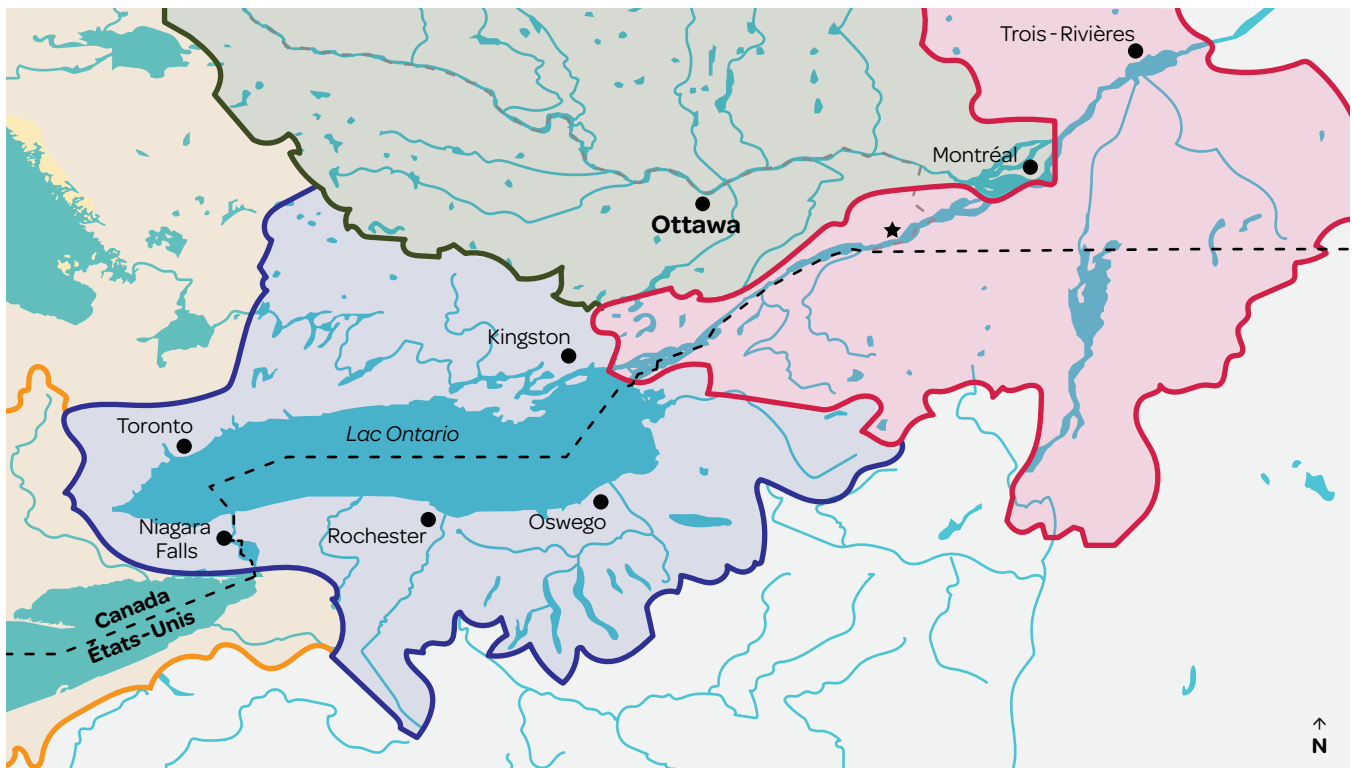 Trois-Rivières
Montréal
Ottawa
Kingston
Toronto
Lac Ontario
Niagara
Falls
Rochester
Oswego
Canada
États-Unis
N